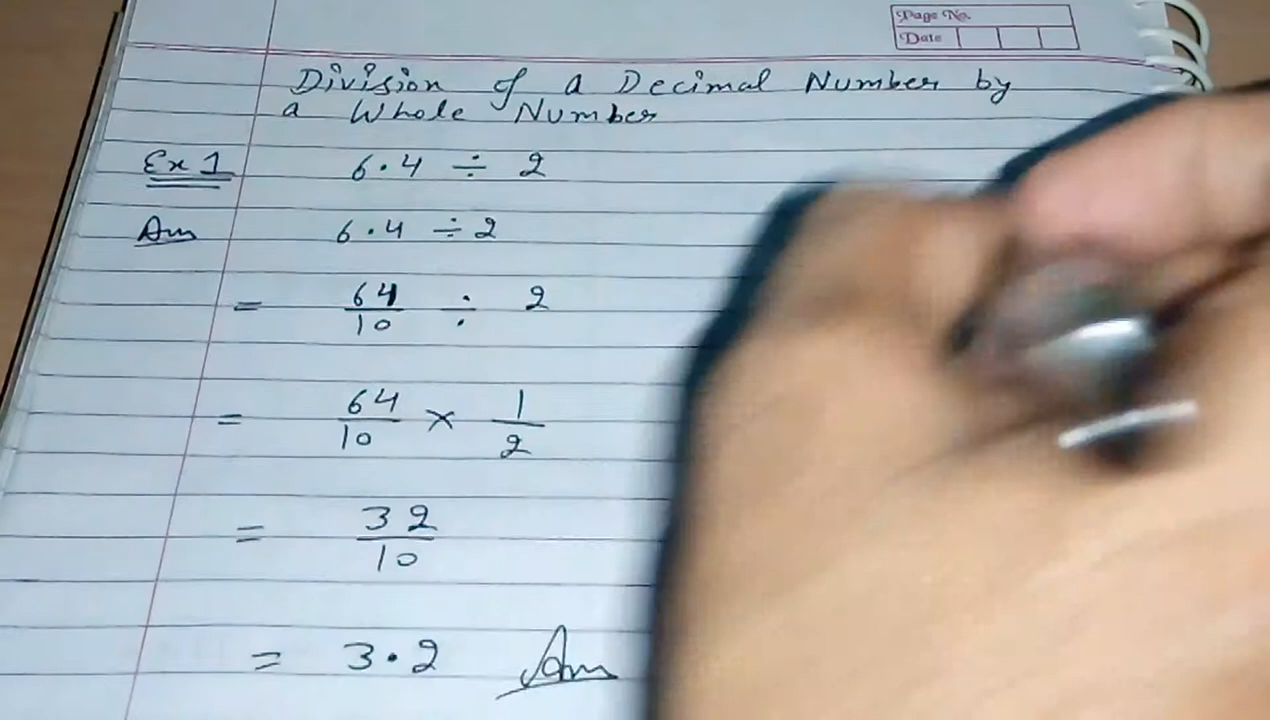 Page No.
Date
Division of a Decimal Number by
a Whole Number
Ex 1 6.4 ÷ 2
Ans 6.4 ÷ 2
= 64/10 ÷ 2
= 64/10 × 1/2
= 32/10
= 3.2 Ans